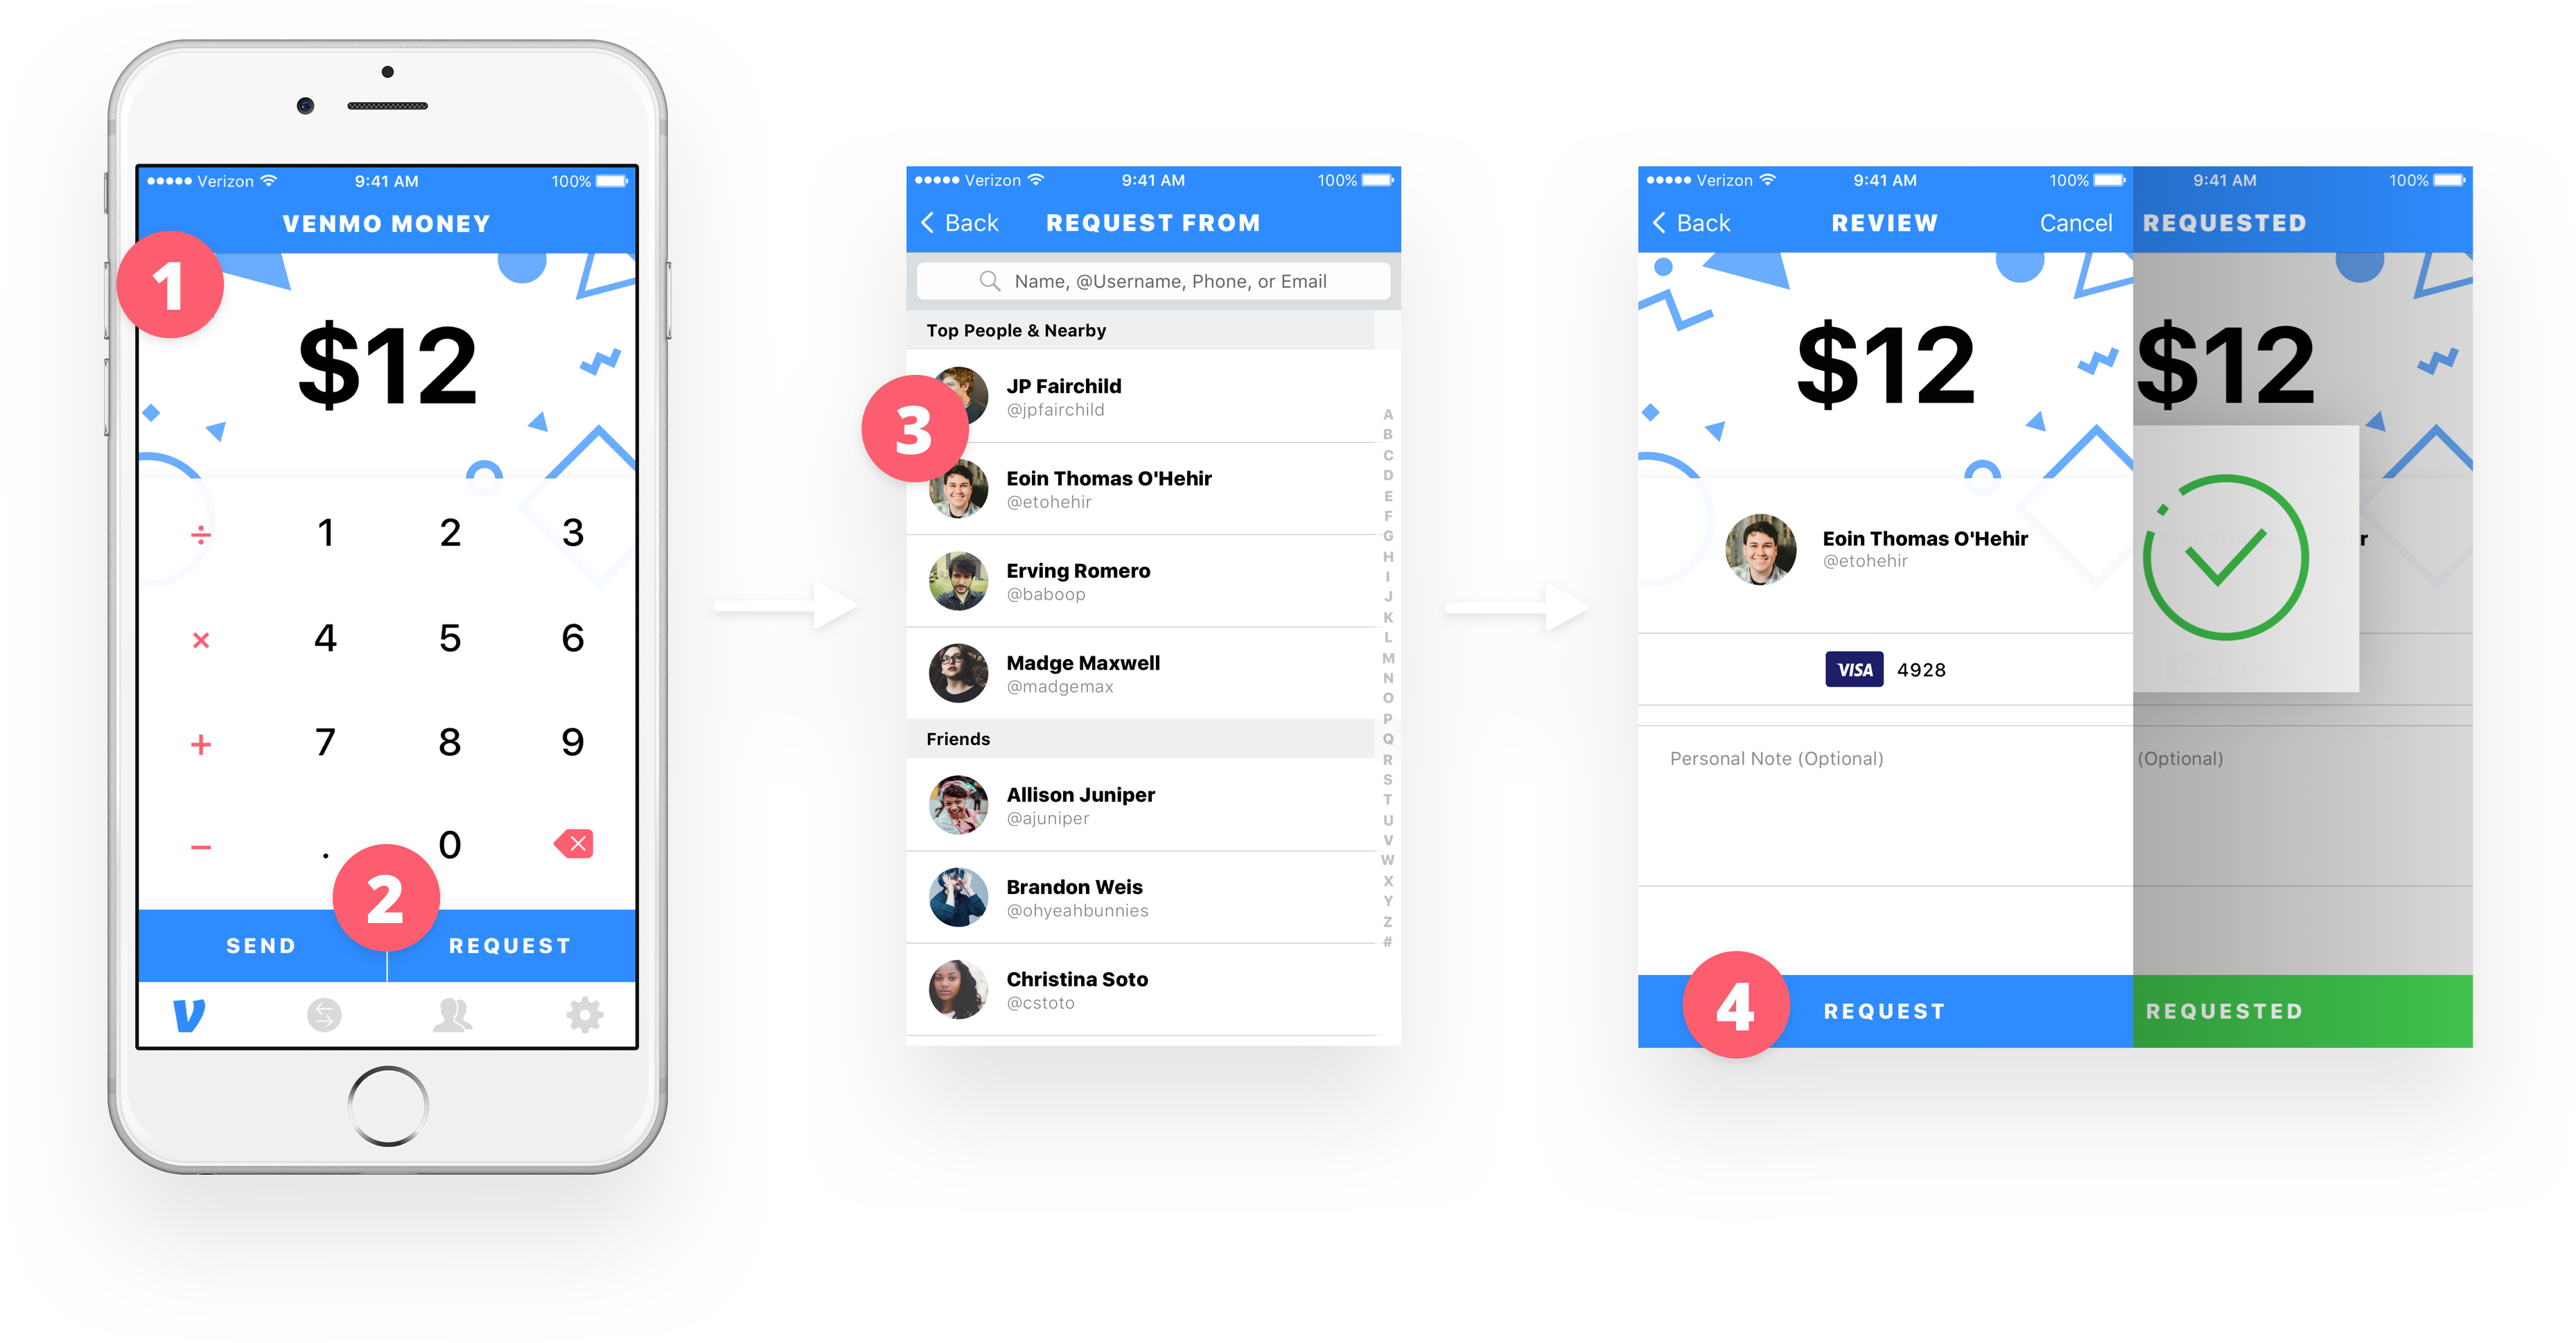 Verizon 9:41 AM 100%
VENMO MONEY
1
$12
÷ 1 2 3
× 4 5 6
+ 7 8 9
− . 0
2
SEND REQUEST
Verizon 9:41 AM 100%
Back REQUEST FROM
Name, @Username, Phone, or Email
Top People & Nearby
JP Fairchild
@jpfairchild
3
Eoin Thomas O'Hehir
@etohehir
Erving Romero
@baboop
Madge Maxwell
@madgemax
Friends
Allison Juniper
@ajuniper
Brandon Weis
@ohyeahbunnies
Christina Soto
@cstoto
A
B
C
D
E
F
G
H
I
J
K
L
M
N
O
P
Q
R
S
T
U
V
W
X
Y
Z
#
Verizon 9:41 AM 100%
Back REVIEW Cancel
$12
Eoin Thomas O'Hehir
@etohehir
VISA 4928
Personal Note (Optional)
4
REQUEST
9:41 AM 100%
REQUESTED
$12
r
(Optional)
REQUESTED